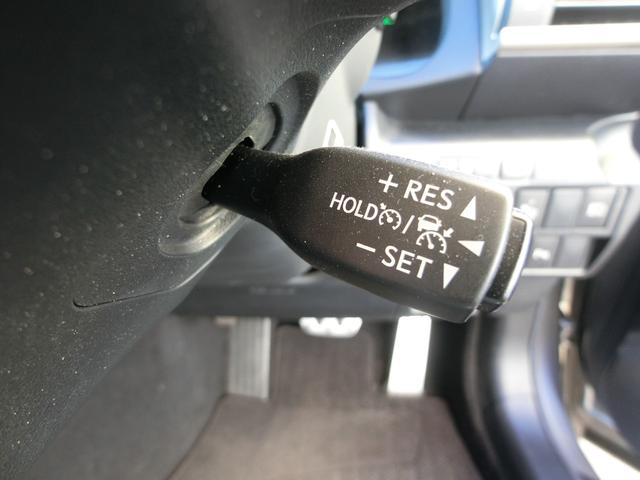 + RES
HOLD /
− SET